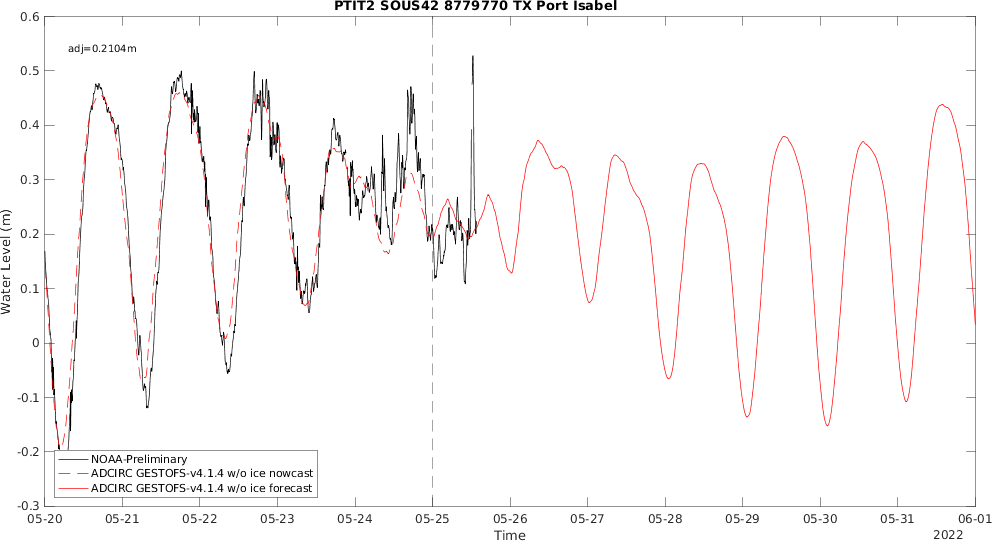 PTIT2 SOUS42 8779770 TX Port Isabel
0.6
adj=0.2104m
0.5
0.4
0.3
0.2
0.1
0
-0.1
-0.2
-0.3
Water Level (m)
NOAA-Preliminary
ADCIRC GESTOFS-v4.1.4 w/o ice nowcast
ADCIRC GESTOFS-v4.1.4 w/o ice forecast
05-20 05-21 05-22 05-23 05-24 05-25 05-26 05-27 05-28 05-29 05-30 05-31 06-01
Time
2022